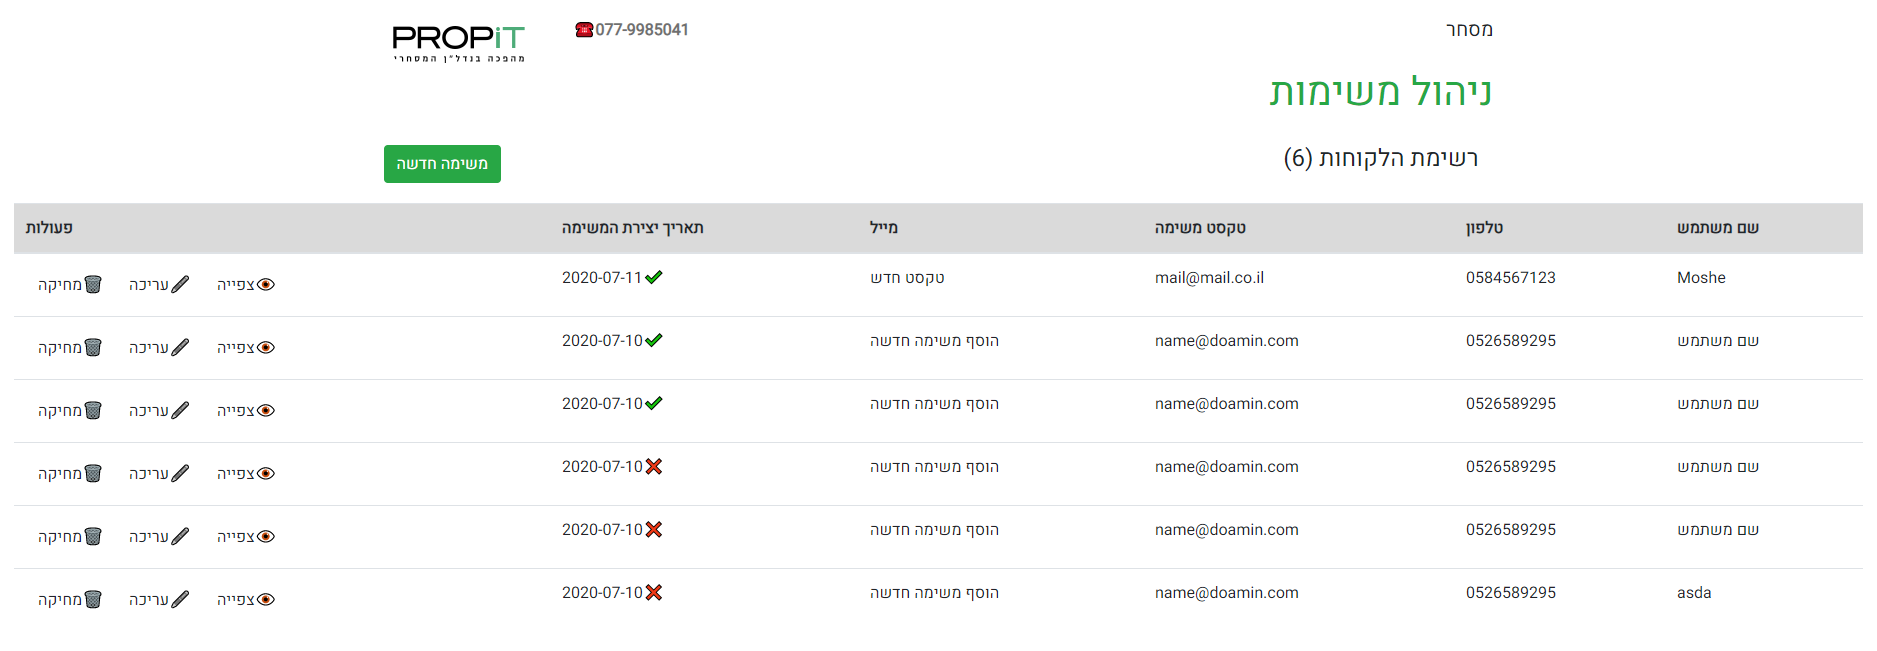 מסחר
077-9985041
PROPiT
מהפכה בנדל"ן המסחרי
ניהול משימות
רשימת הלקוחות (6)
משימה חדשה
שם משתמש טלפון טקסט משימה מייל תאריך יצירת המשימה פעולות
Moshe 0584567123 mail@mail.co.il טקסט חדש 2020-07-11 צפייה עריכה מחיקה
שם משתמש 0526589295 name@doamin.com הוסף משימה חדשה 2020-07-10 צפייה עריכה מחיקה
שם משתמש 0526589295 name@doamin.com הוסף משימה חדשה 2020-07-10 צפייה עריכה מחיקה
שם משתמש 0526589295 name@doamin.com הוסף משימה חדשה 2020-07-10 צפייה עריכה מחיקה
שם משתמש 0526589295 name@doamin.com הוסף משימה חדשה 2020-07-10 צפייה עריכה מחיקה
asda 0526589295 name@doamin.com הוסף משימה חדשה 2020-07-10 צפייה עריכה מחיקה